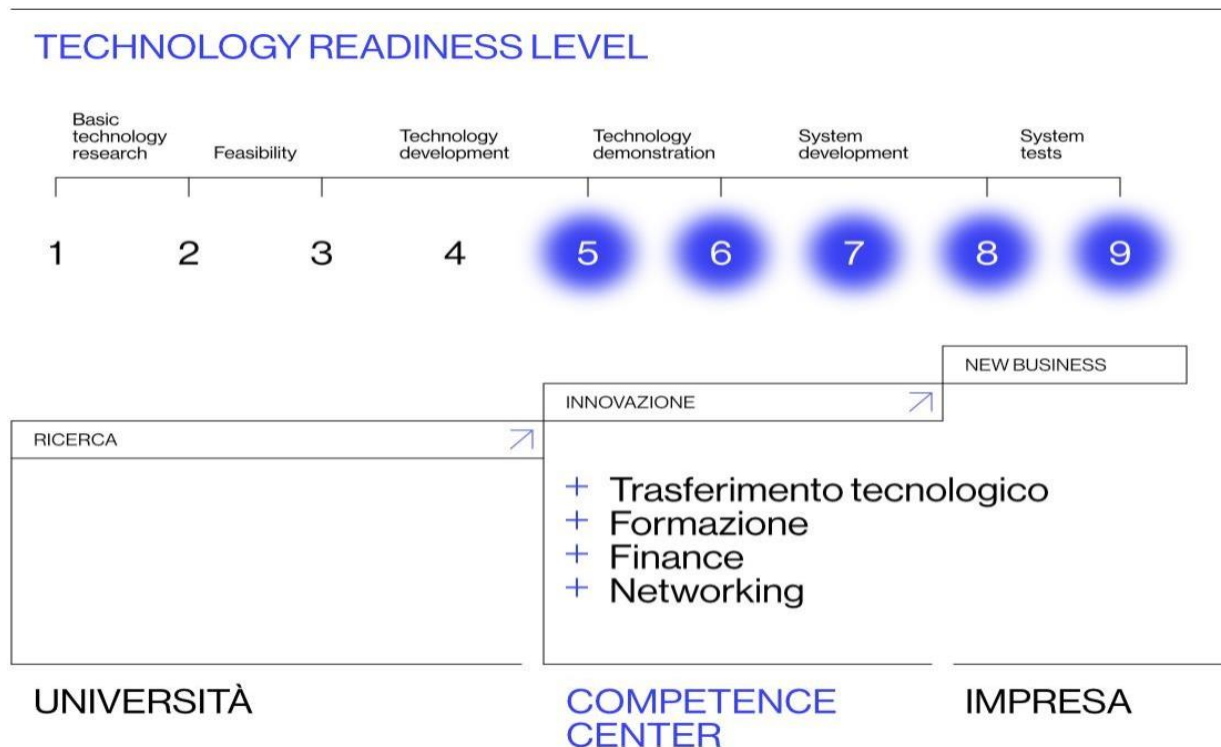 TECHNOLOGY READINESS LEVEL
Basic
technology
research
Feasibility
Technology
development
Technology
demonstration
System
development
System
tests
1 2 3 4 5 6 7 8 9
NEW BUSINESS
INNOVAZIONE
RICERCA
+ Trasferimento tecnologico
+ Formazione
+ Finance
+ Networking
UNIVERSITÀ
COMPETENCE
CENTER
IMPRESA